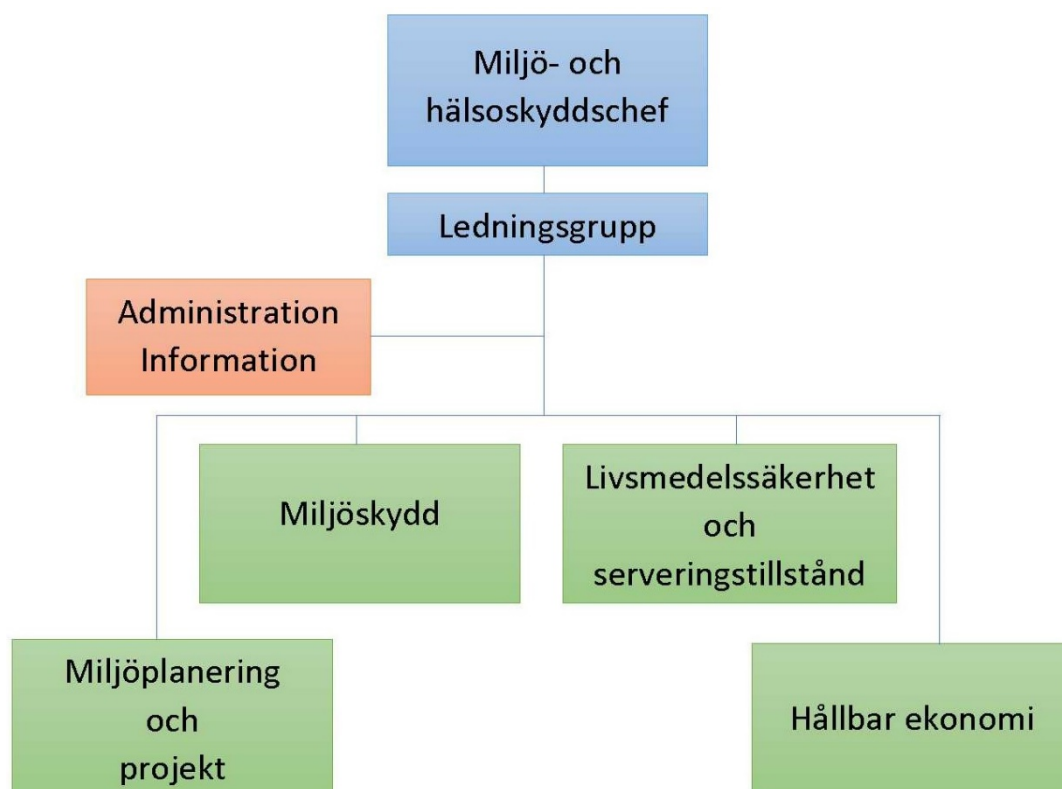 Miljö- och
hälsoskyddschef
Ledningsgrupp
Administration
Information
Miljöskydd
Livsmedelssäkerhet
och
serveringstillstånd
Miljöplanering
och
projekt
Hållbar ekonomi